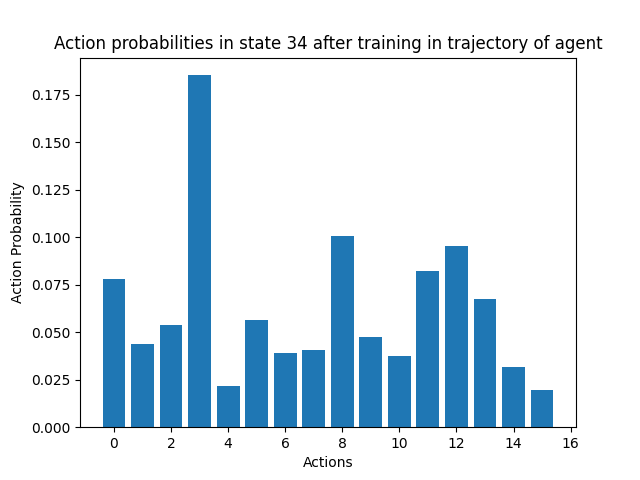 Action probabilities in state 34 after training in trajectory of agent
0.175
0.150
0.125
0.100
0.075
0.050
0.025
0.000
Action Probability
0 2 4 6 8 10 12 14 16
Actions